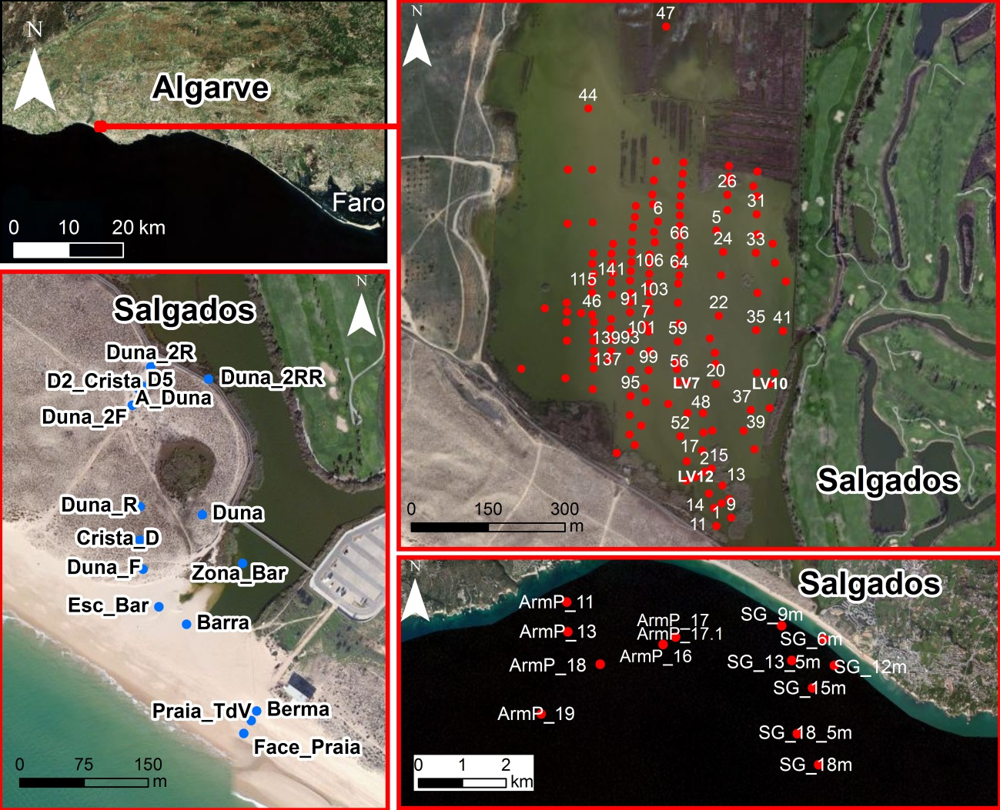 N
Algarve
Faro
0 10 20 km
N
Salgados
Duna_2R
D2_Crista
D5
Duna_2RR
A_Duna
Duna_2F
Duna_R
Duna
Crista_D
Duna_F
Zona_Bar
Esc_Bar
Barra
Praia_TdV
Berma
Face_Praia
0 75 150
m
N
47
44
26
31
6
5
66
24
33
106
64
141
115
103
46
91
22
7
35
41
101
59
139
93
137
99
56
20
95
LV7
LV10
37
48
52
39
17
2
15
LV12
13
14
1
9
11
Salgados
0 150 300
m
N
Salgados
ArmP_11
ArmP_13
ArmP_17
ArmP_17.1
ArmP_16
ArmP_18
ArmP_19
SG_9m
SG_6m
SG_13_5m
SG_12m
SG_15m
SG_18_5m
SG_18m
0 1 2
km